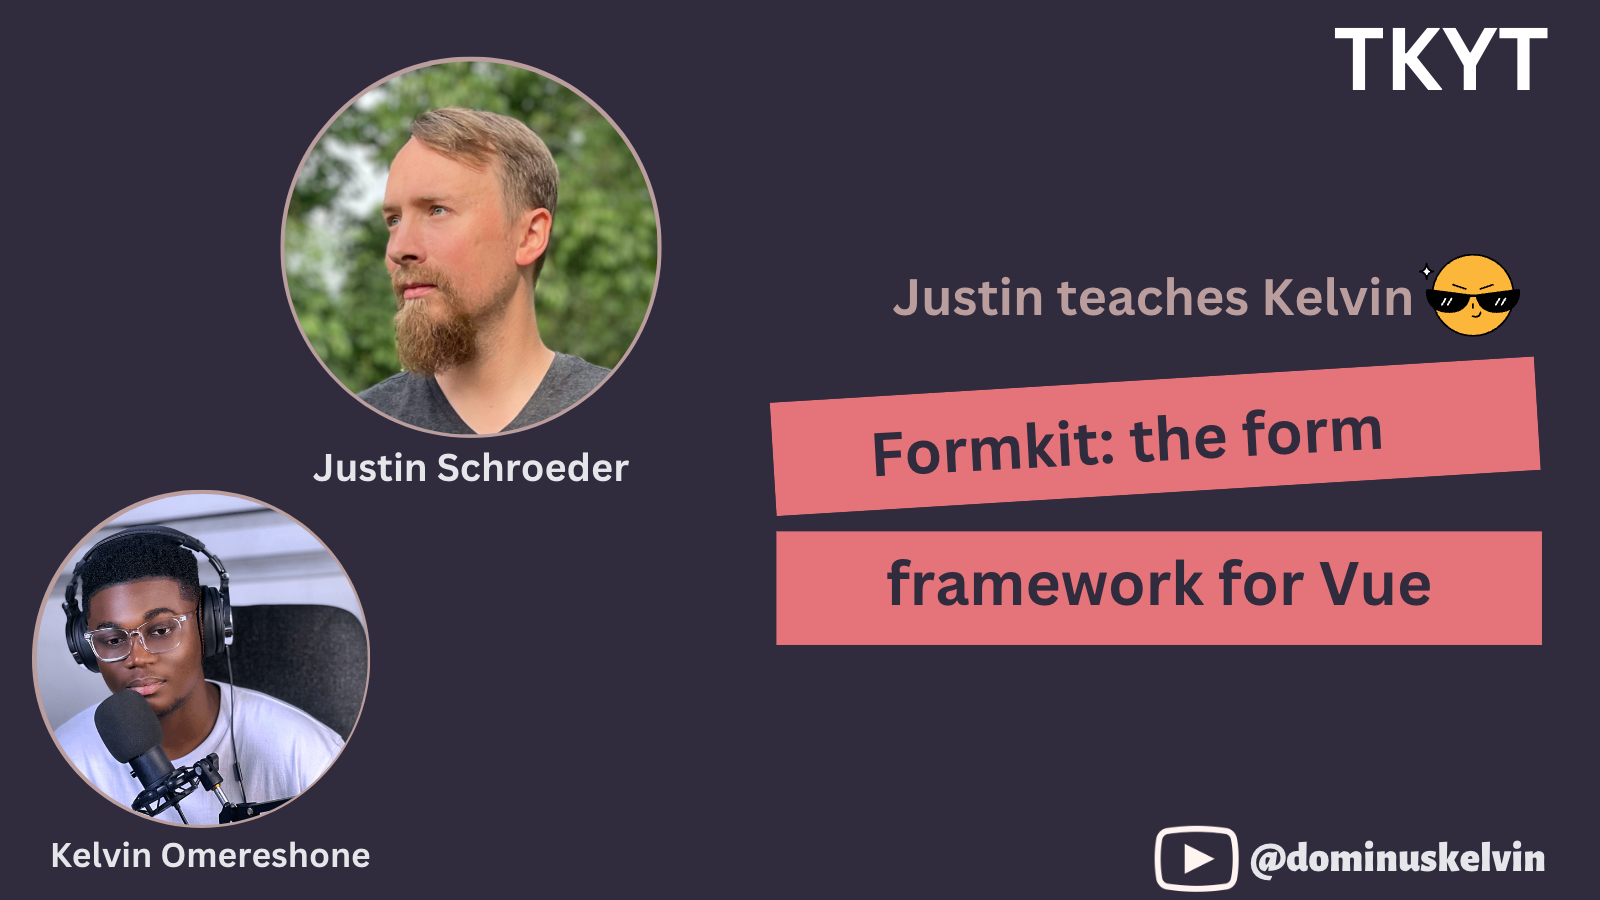 TKYT
Justin teaches Kelvin
Formkit: the form
framework for Vue
Justin Schroeder
Kelvin Omereshone
@dominuskelvin